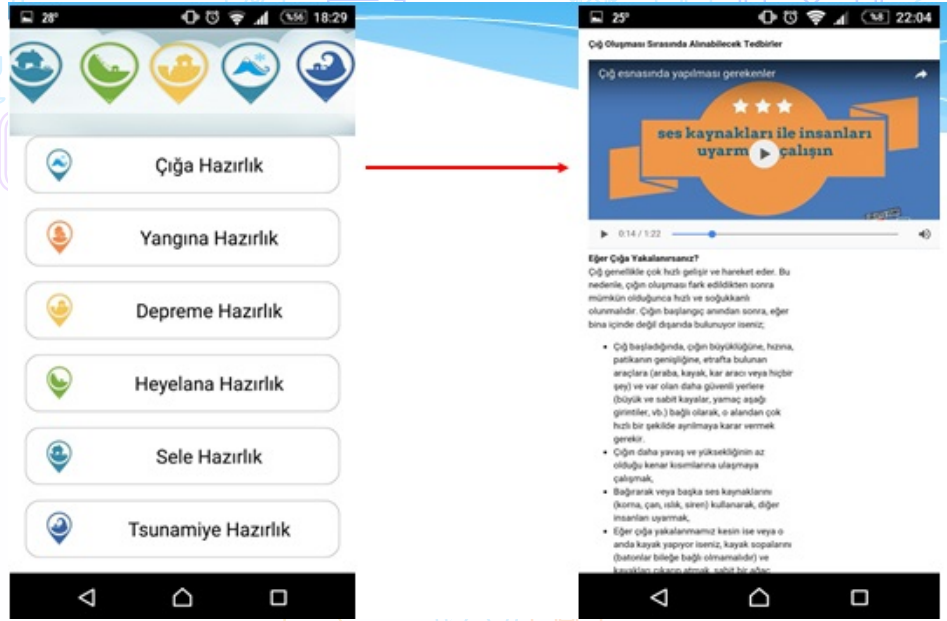 28° %56 18:29
Çığa Hazırlık
Yangına Hazırlık
Depreme Hazırlık
Heyelana Hazırlık
Sele Hazırlık
Tsunamiye Hazırlık
25° %8 22:04
Çığ Oluşması Sırasında Alınabilecek Tedbirler
Çığ esnasında yapılması gerekenler
ses kaynakları ile insanları
çalışın
0:14 / 1:22
Eğer Çığa Yakalanırsanız?
Çığ genellikle çok hızlı gelişir ve hareket eder. Bu
nedenle, çığın oluşması fark edildikten sonra
mümkün olduğunca hızlı ve soğukkanlı
olunmalıdır. Çığın başlangıç anından sonra, eğer
bina içinde değil dışarıda bulunuyor iseniz;
• Çığ başladığında, çığın büyüklüğüne, hızına,
patikanın genişliğine, etrafta bulunan
araçlara (araba, kayak, kar aracı veya hiçbir
şey) ve var olan daha güvenli yerlere
(büyük ve sabit kayalar, yamaç aşağı
girintiler, vb.) bağlı olarak, o alandan çok
hızlı bir şekilde ayrılmaya karar vermek
gerekir.
• Çığın daha yavaş ve yüksekliğinin az
olduğu kenar kısımlarına ulaşmaya
çalışmak,
• Bağırarak veya başka ses kaynaklarını
(korna, çan, ıslık, siren) kullanarak, diğer
insanları uyarmak,
• Eğer çığa yakalanmamız kesin ise veya o
anda kayak yapıyor iseniz, kayak sopalarını
(batonlar bileğe bağlı olmamalıdır) ve
kayakları çıkarıp atmak, sabit bir ağaç